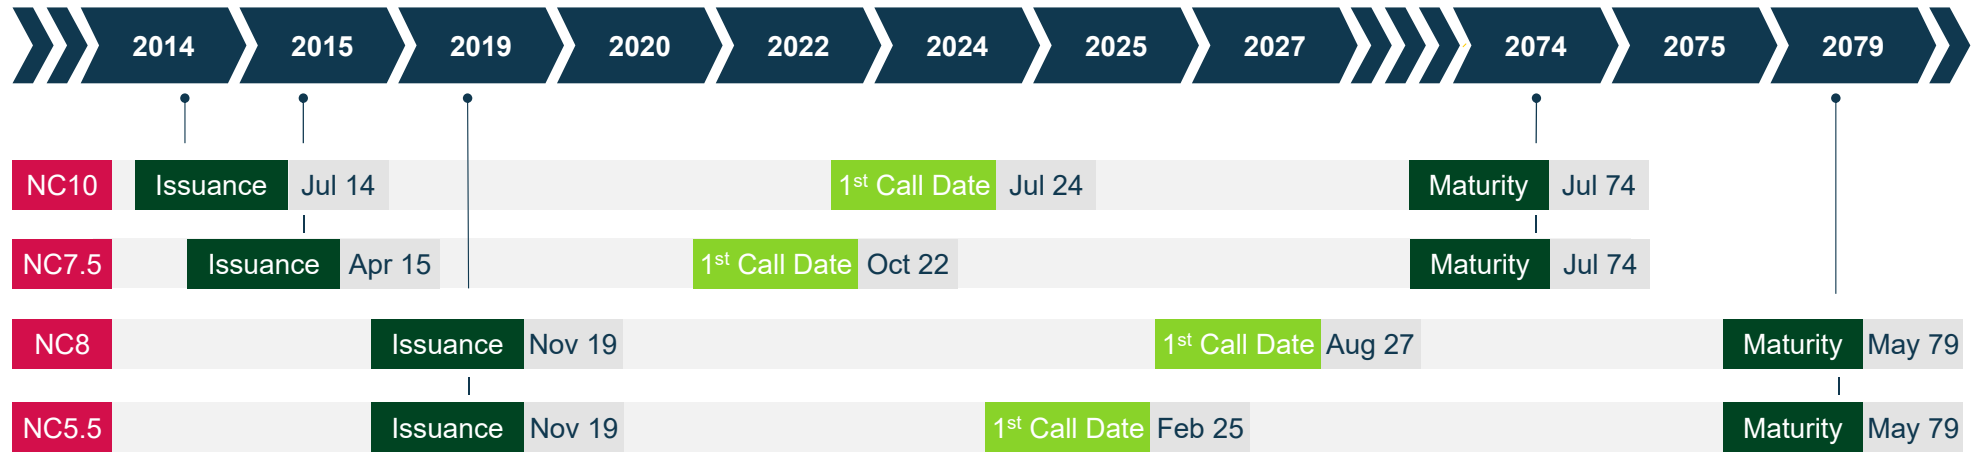 2014 2015 2019 2020 2022 2024 2025 2027 2074 2075 2079
NC10 Issuance Jul 14 1st Call Date Jul 24 Maturity Jul 74
NC7.5 Issuance Apr 15 1st Call Date Oct 22 Maturity Jul 74
NC8 Issuance Nov 19 1st Call Date Aug 27 Maturity May 79
NC5.5 Issuance Nov 19 1st Call Date Feb 25 Maturity May 79